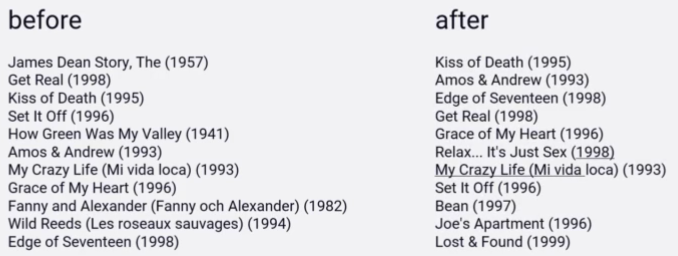 before
James Dean Story, The (1957)
Get Real (1998)
Kiss of Death (1995)
Set It Off (1996)
How Green Was My Valley (1941)
Amos & Andrew (1993)
My Crazy Life (Mi vida loca) (1993)
Grace of My Heart (1996)
Fanny and Alexander (Fanny och Alexander) (1982)
Wild Reeds (Les roseaux sauvages) (1994)
Edge of Seventeen (1998)
after
Kiss of Death (1995)
Amos & Andrew (1993)
Edge of Seventeen (1998)
Get Real (1998)
Grace of My Heart (1996)
Relax... It's Just Sex (1998)
My Crazy Life (Mi vida loca) (1993)
Set It Off (1996)
Bean (1997)
Joe's Apartment (1996)
Lost & Found (1999)